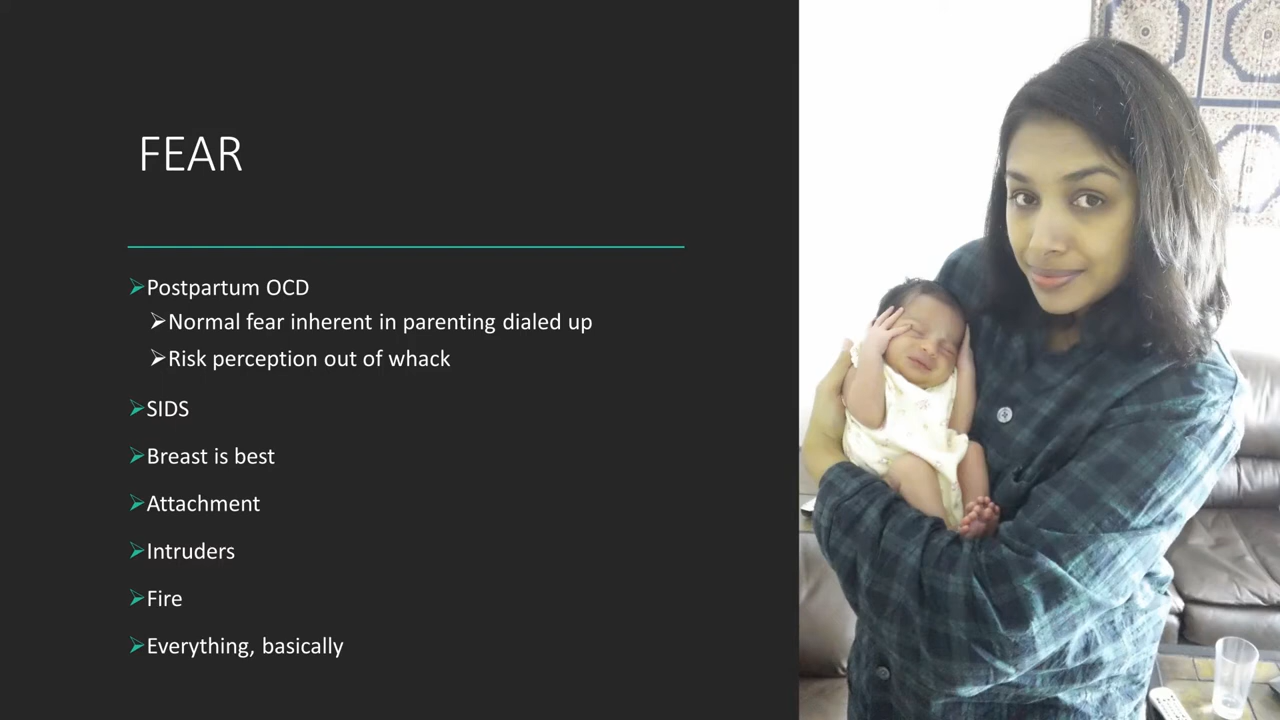 FEAR
Postpartum OCD
Normal fear inherent in parenting dialed up
Risk perception out of whack
SIDS
Breast is best
Attachment
Intruders
Fire
Everything, basically